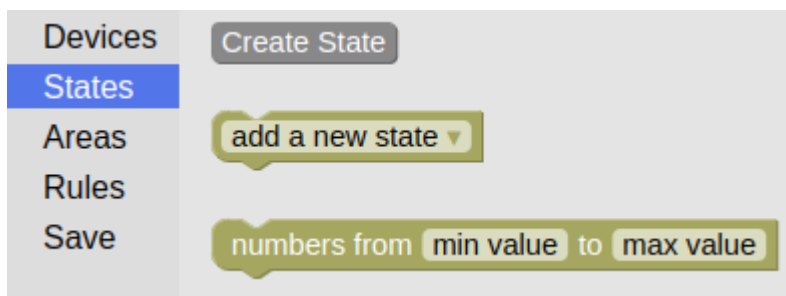 Devices
States
Areas
Rules
Save
Create State
add a new state
numbers from min value to max value